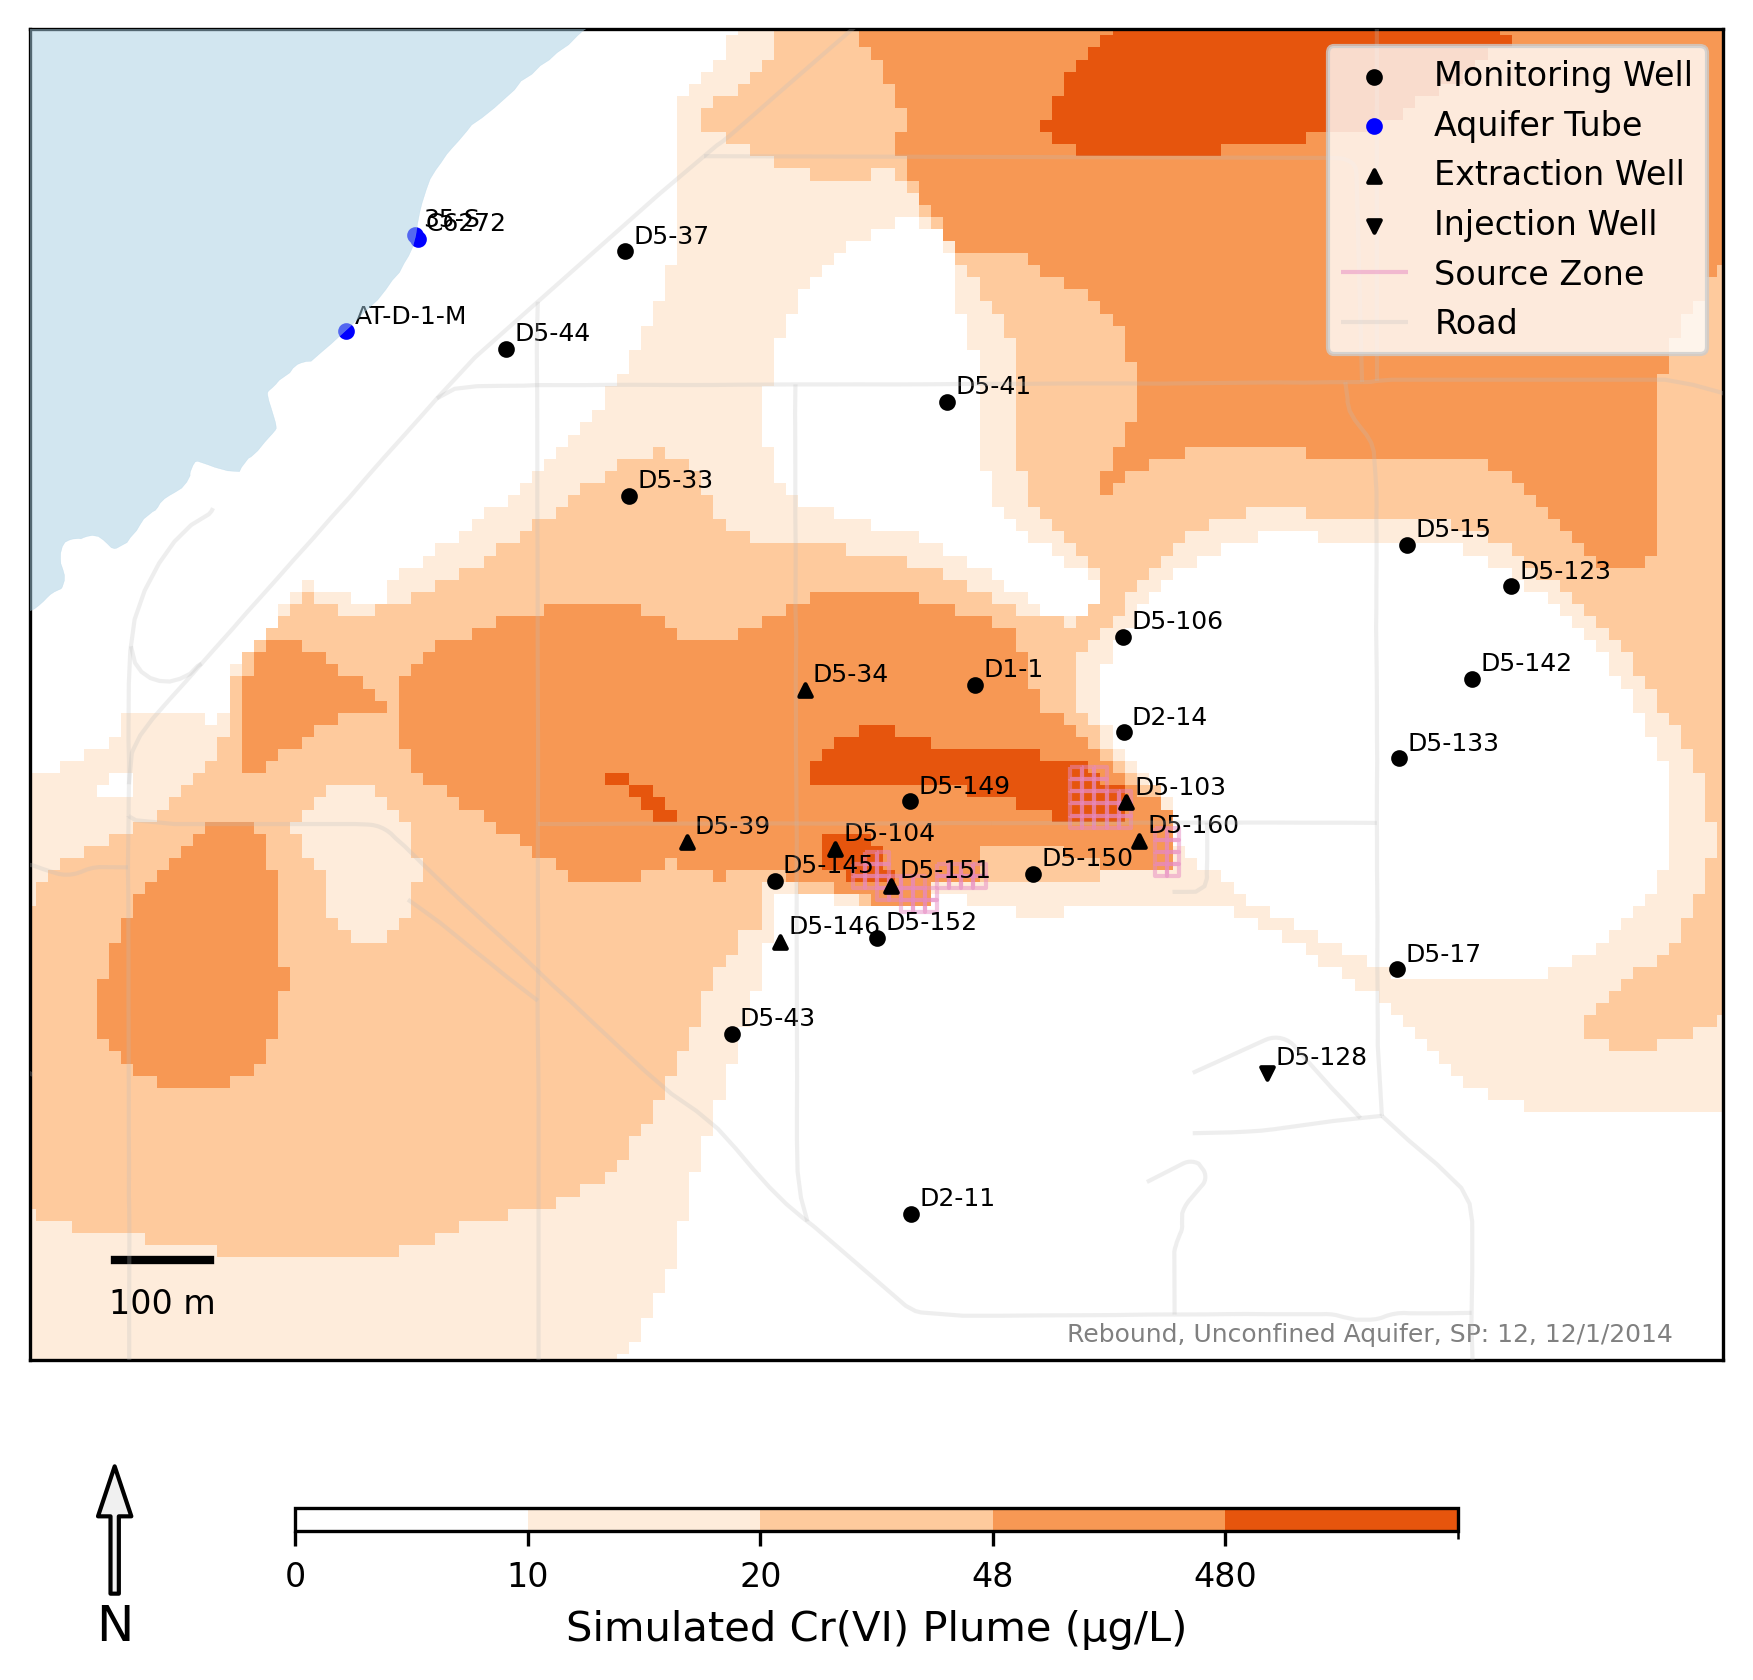 Monitoring Well
Aquifer Tube
Extraction Well
Injection Well
Source Zone
Road
35-S
C6272
D5-37
AT-D-1-M
D5-44
D5-41
D5-33
D5-15
D5-123
D5-106
D5-142
D5-34
D1-1
D2-14
D5-133
D5-149
D5-103
D5-39
D5-104
D5-160
D5-145
D5-151
D5-150
D5-146
D5-152
D5-17
D5-43
D5-128
D2-11
100 m
Rebound, Unconfined Aquifer, SP: 12, 12/1/2014
N
0 10 20 48 480
Simulated Cr(VI) Plume (μg/L)